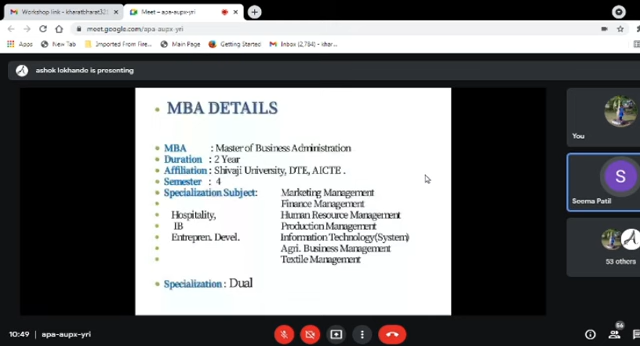 Workshop link - kharatbharat32
Meet – apa-aupx-yri
meet.google.com/apa-aupx-yri
Apps
New Tab
Imported From Fire...
Main Page
Getting Started
Inbox (2,784) - khar...
ashok lokhande is presenting
MBA DETAILS
MBA : Master of Business Administration
Duration : 2 Year
Affiliation : Shivaji University, DTE, AICTE .
Semester : 4
Specialization Subject: Marketing Management
Finance Management
Hospitality, Human Resource Management
IB Production Management
Entrepren. Devel. Information Technology(System)
Agri. Business Management
Textile Management
Specialization : Dual
You
S
Seema Patil
53 others
10:49 | apa-aupx-yri
56